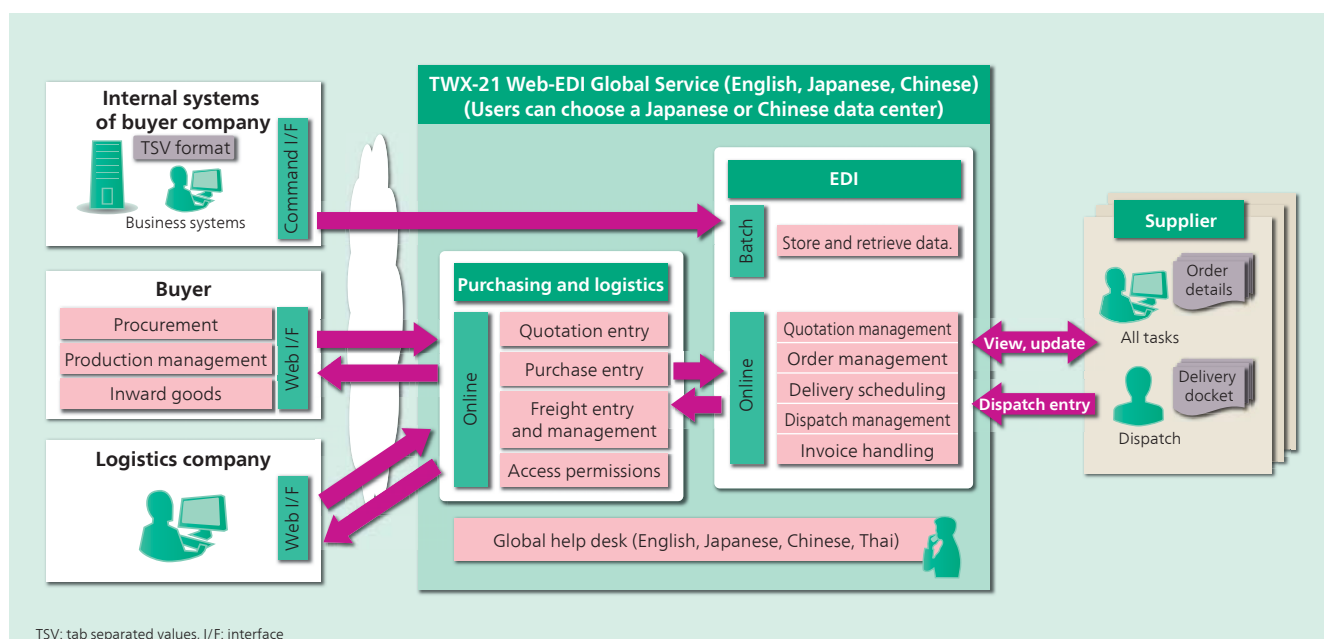 TWX-21 Web-EDI Global Service (English, Japanese, Chinese)
(Users can choose a Japanese or Chinese data center)
Internal systems
of buyer company
TSV format
Business systems
Command I/F
Buyer
Procurement
Production management
Inward goods
Web I/F
Logistics company
Web I/F
Purchasing and logistics
Online
Quotation entry
Purchase entry
Freight entry
and management
Access permissions
EDI
Batch
Store and retrieve data.
Online
Quotation management
Order management
Delivery scheduling
Dispatch management
Invoice handling
Global help desk (English, Japanese, Chinese, Thai)
View, update
Dispatch entry
Supplier
Order
details
All tasks
Delivery
docket
Dispatch
TSV: tab separated values, I/F: interface